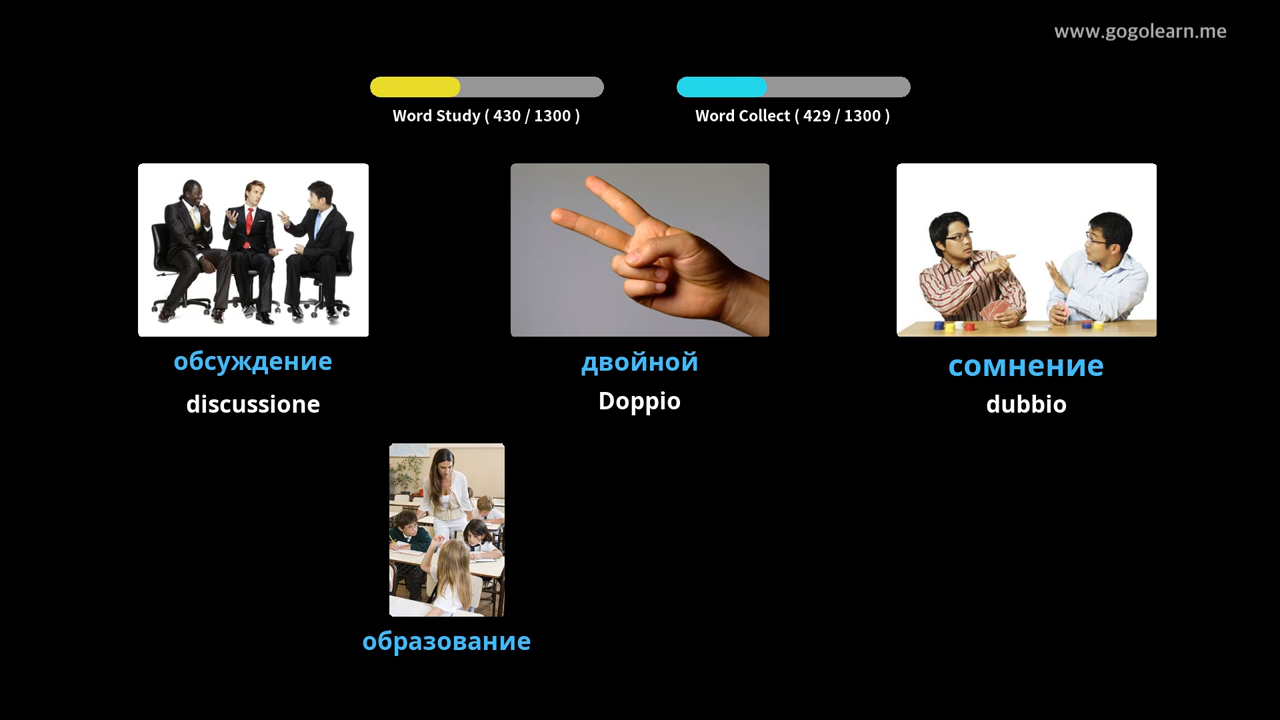 www.gogolearn.me
Word Study ( 430 / 1300 )
Word Collect ( 429 / 1300 )
обсуждение
discussione
двойной
Doppio
сомнение
dubbio
образование